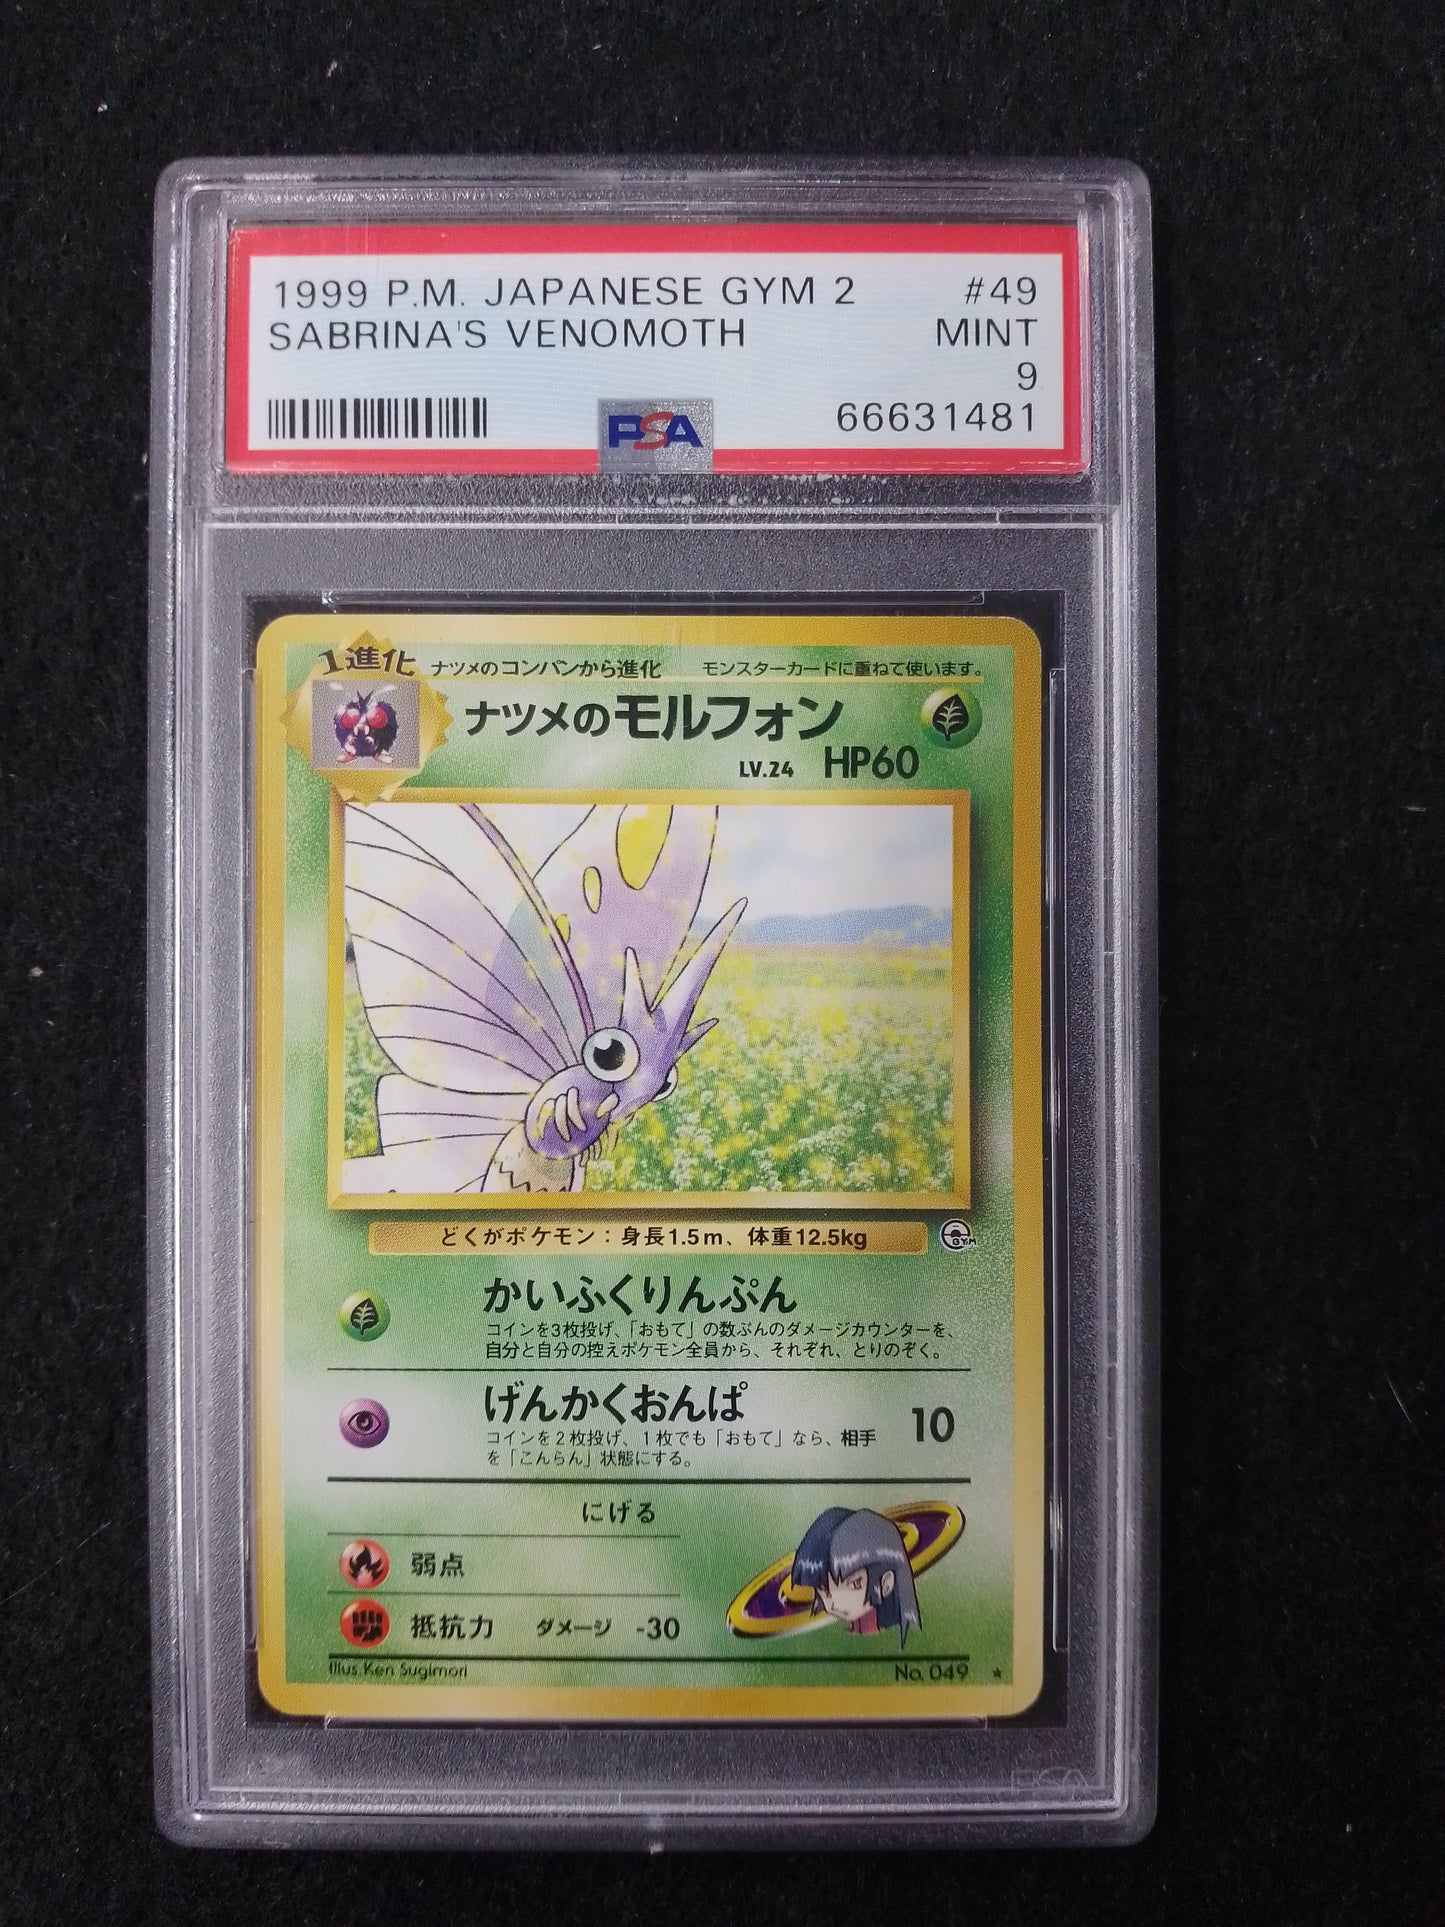 1999 P.M. JAPANESE GYM 2 #49
SABRINA'S VENOMOTH MINT
9
PSA 66631481
1進化 ナツメのコンパンから進化 モンスターカードに重ねて使います。
ナツメのモルフォン
LV.24 HP60
どくがポケモン：身長1.5m、体重12.5kg
GYM
かいふくりんぷん
コインを3枚投げ、「おもて」の数ぶんのダメージカウンターを、
自分と自分の控えポケモン全員から、それぞれ、とりのぞく。
げんかくおんぱ 10
コインを2枚投げ、1枚でも「おもて」なら、相手
を「こんらん」状態にする。
にげる
弱点
抵抗力 ダメージ -30
Illus. Ken Sugimori No. 049 ★
PSA